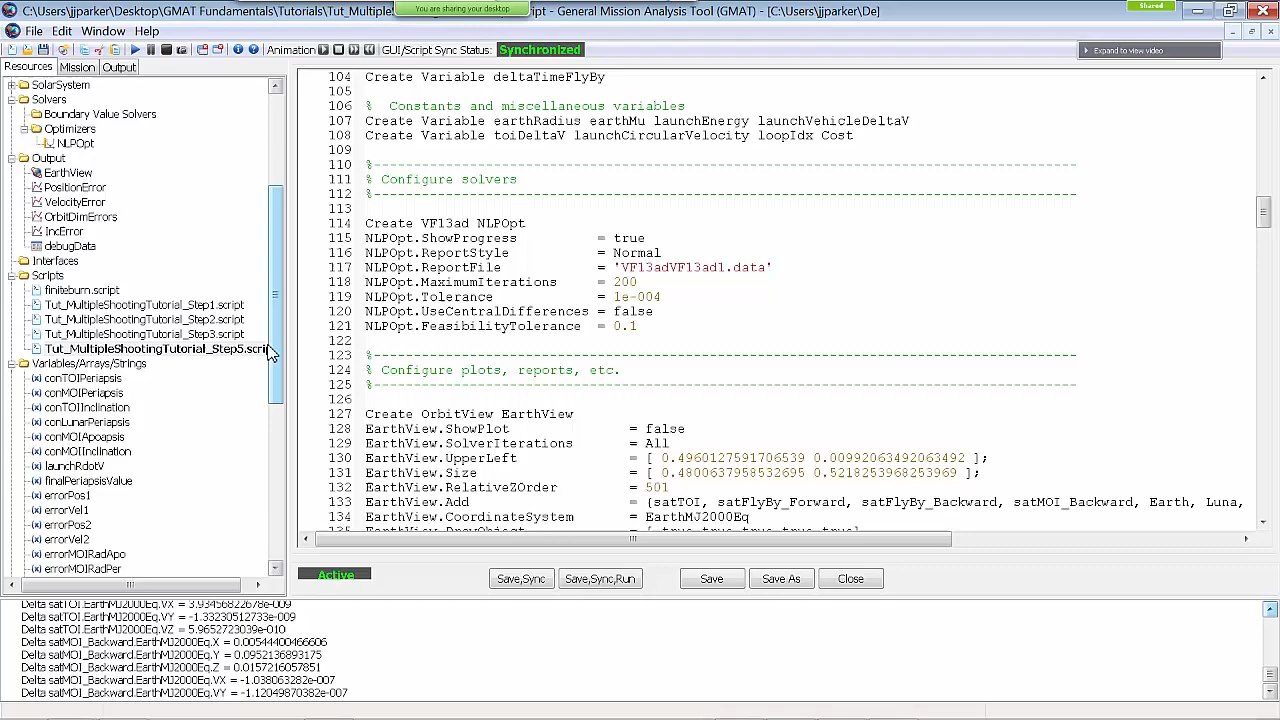 C:\Users\jjparker\Desktop\GMAT Fundamentals\Tutorials\Tut_Multiple
You are sharing your desktop
ript - General Mission Analysis Tool (GMAT) - [C:\Users\jjparker\De]
Shared
File Edit Window Help
Animation GUI/Script Sync Status: Synchronized
Expand to view video
Resources Mission Output
SolarSystem
Solvers
Boundary Value Solvers
Optimizers
NLPOpt
Output
EarthView
PositionError
VelocityError
OrbitDimErrors
IncError
debugData
Interfaces
Scripts
finiteburn.script
Tut_MultipleShootingTutorial_Step1.script
Tut_MultipleShootingTutorial_Step2.script
Tut_MultipleShootingTutorial_Step3.script
Tut_MultipleShootingTutorial_Step5.scrip
Variables/Arrays/Strings
conTOIPeriapsis
conMOIPeriapsis
conTOIInclination
conLunarPeriapsis
conMOIApoapsis
conMOIInclination
launchRdotV
finalPeriapsisValue
errorPos1
errorVel1
errorPos2
errorVel2
errorMOIRadApo
errorMOIRadPer
104 Create Variable deltaTimeFlyBy
105
106 %  Constants and miscellaneous variables
107 Create Variable earthRadius earthMu launchEnergy launchVehicleDeltaV
108 Create Variable toiDeltaV launchCircularVelocity loopIdx Cost
109
110 %---------------------------------------------------------------------------
111 % Configure solvers
112 %---------------------------------------------------------------------------
113
114 Create VF13ad NLPOpt
115 NLPOpt.ShowProgress = true
116 NLPOpt.ReportStyle = Normal
117 NLPOpt.ReportFile = 'VF13adVF13ad1.data'
118 NLPOpt.MaximumIterations = 200
119 NLPOpt.Tolerance = 1e-004
120 NLPOpt.UseCentralDifferences = false
121 NLPOpt.FeasibilityTolerance = 0.1
122
123 %---------------------------------------------------------------------------
124 % Configure plots, reports, etc.
125 %---------------------------------------------------------------------------
126
127 Create OrbitView EarthView
128 EarthView.ShowPlot = false
129 EarthView.SolverIterations = All
130 EarthView.UpperLeft = [ 0.4960127591706539 0.00992063492063492 ];
131 EarthView.Size = [ 0.4800637958532695 0.5218253968253969 ];
132 EarthView.RelativeZOrder = 501
133 EarthView.Add = {satTOI, satFlyBy_Forward, satFlyBy_Backward, satMOI_Backward, Earth, Luna,
134 EarthView.CoordinateSystem = EarthMJ2000Eq
Active
Save,Sync Save,Sync,Run Save Save As Close
Delta satTOI.EarthMJ2000Eq.VX = 3.93456822678e-009
Delta satTOI.EarthMJ2000Eq.VY = -1.33230512733e-009
Delta satTOI.EarthMJ2000Eq.VZ = 5.9652723039e-010
Delta satMOI_Backward.EarthMJ2000Eq.X = 0.00544400466606
Delta satMOI_Backward.EarthMJ2000Eq.Y = 0.0952136893175
Delta satMOI_Backward.EarthMJ2000Eq.Z = 0.0157216057851
Delta satMOI_Backward.EarthMJ2000Eq.VX = -1.038063282e-007
Delta satMOI_Backward.EarthMJ2000Eq.VY = -1.12049870382e-007